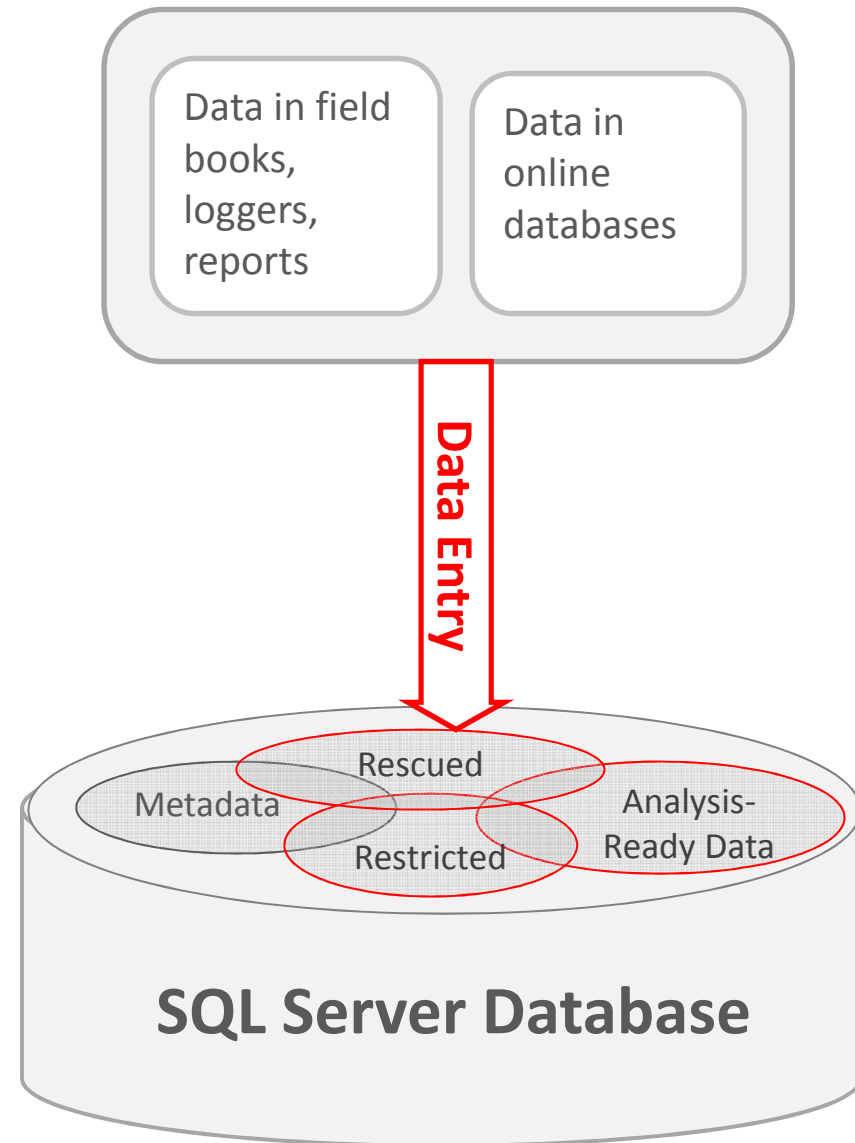 Data in field
books,
loggers,
reports
Data in
online
databases
Data Entry
Rescued
Metadata
Restricted
Analysis-
Ready Data
SQL Server Database